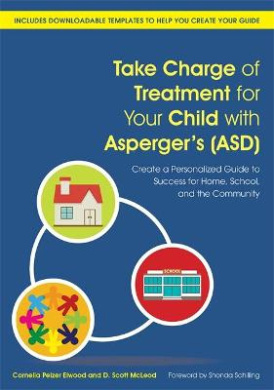 INCLUDES DOWNLOADABLE TEMPLATES TO HELP YOU CREATE YOUR GUIDE
Take Charge of
Treatment for
Your Child with
Asperger's (ASD)
Create a Personalized Guide to
Success for Home, School,
and the Community
SCHOOL
Cornelia Pelzer Elwood and D. Scott McLeod Foreword by Shonda Schilling